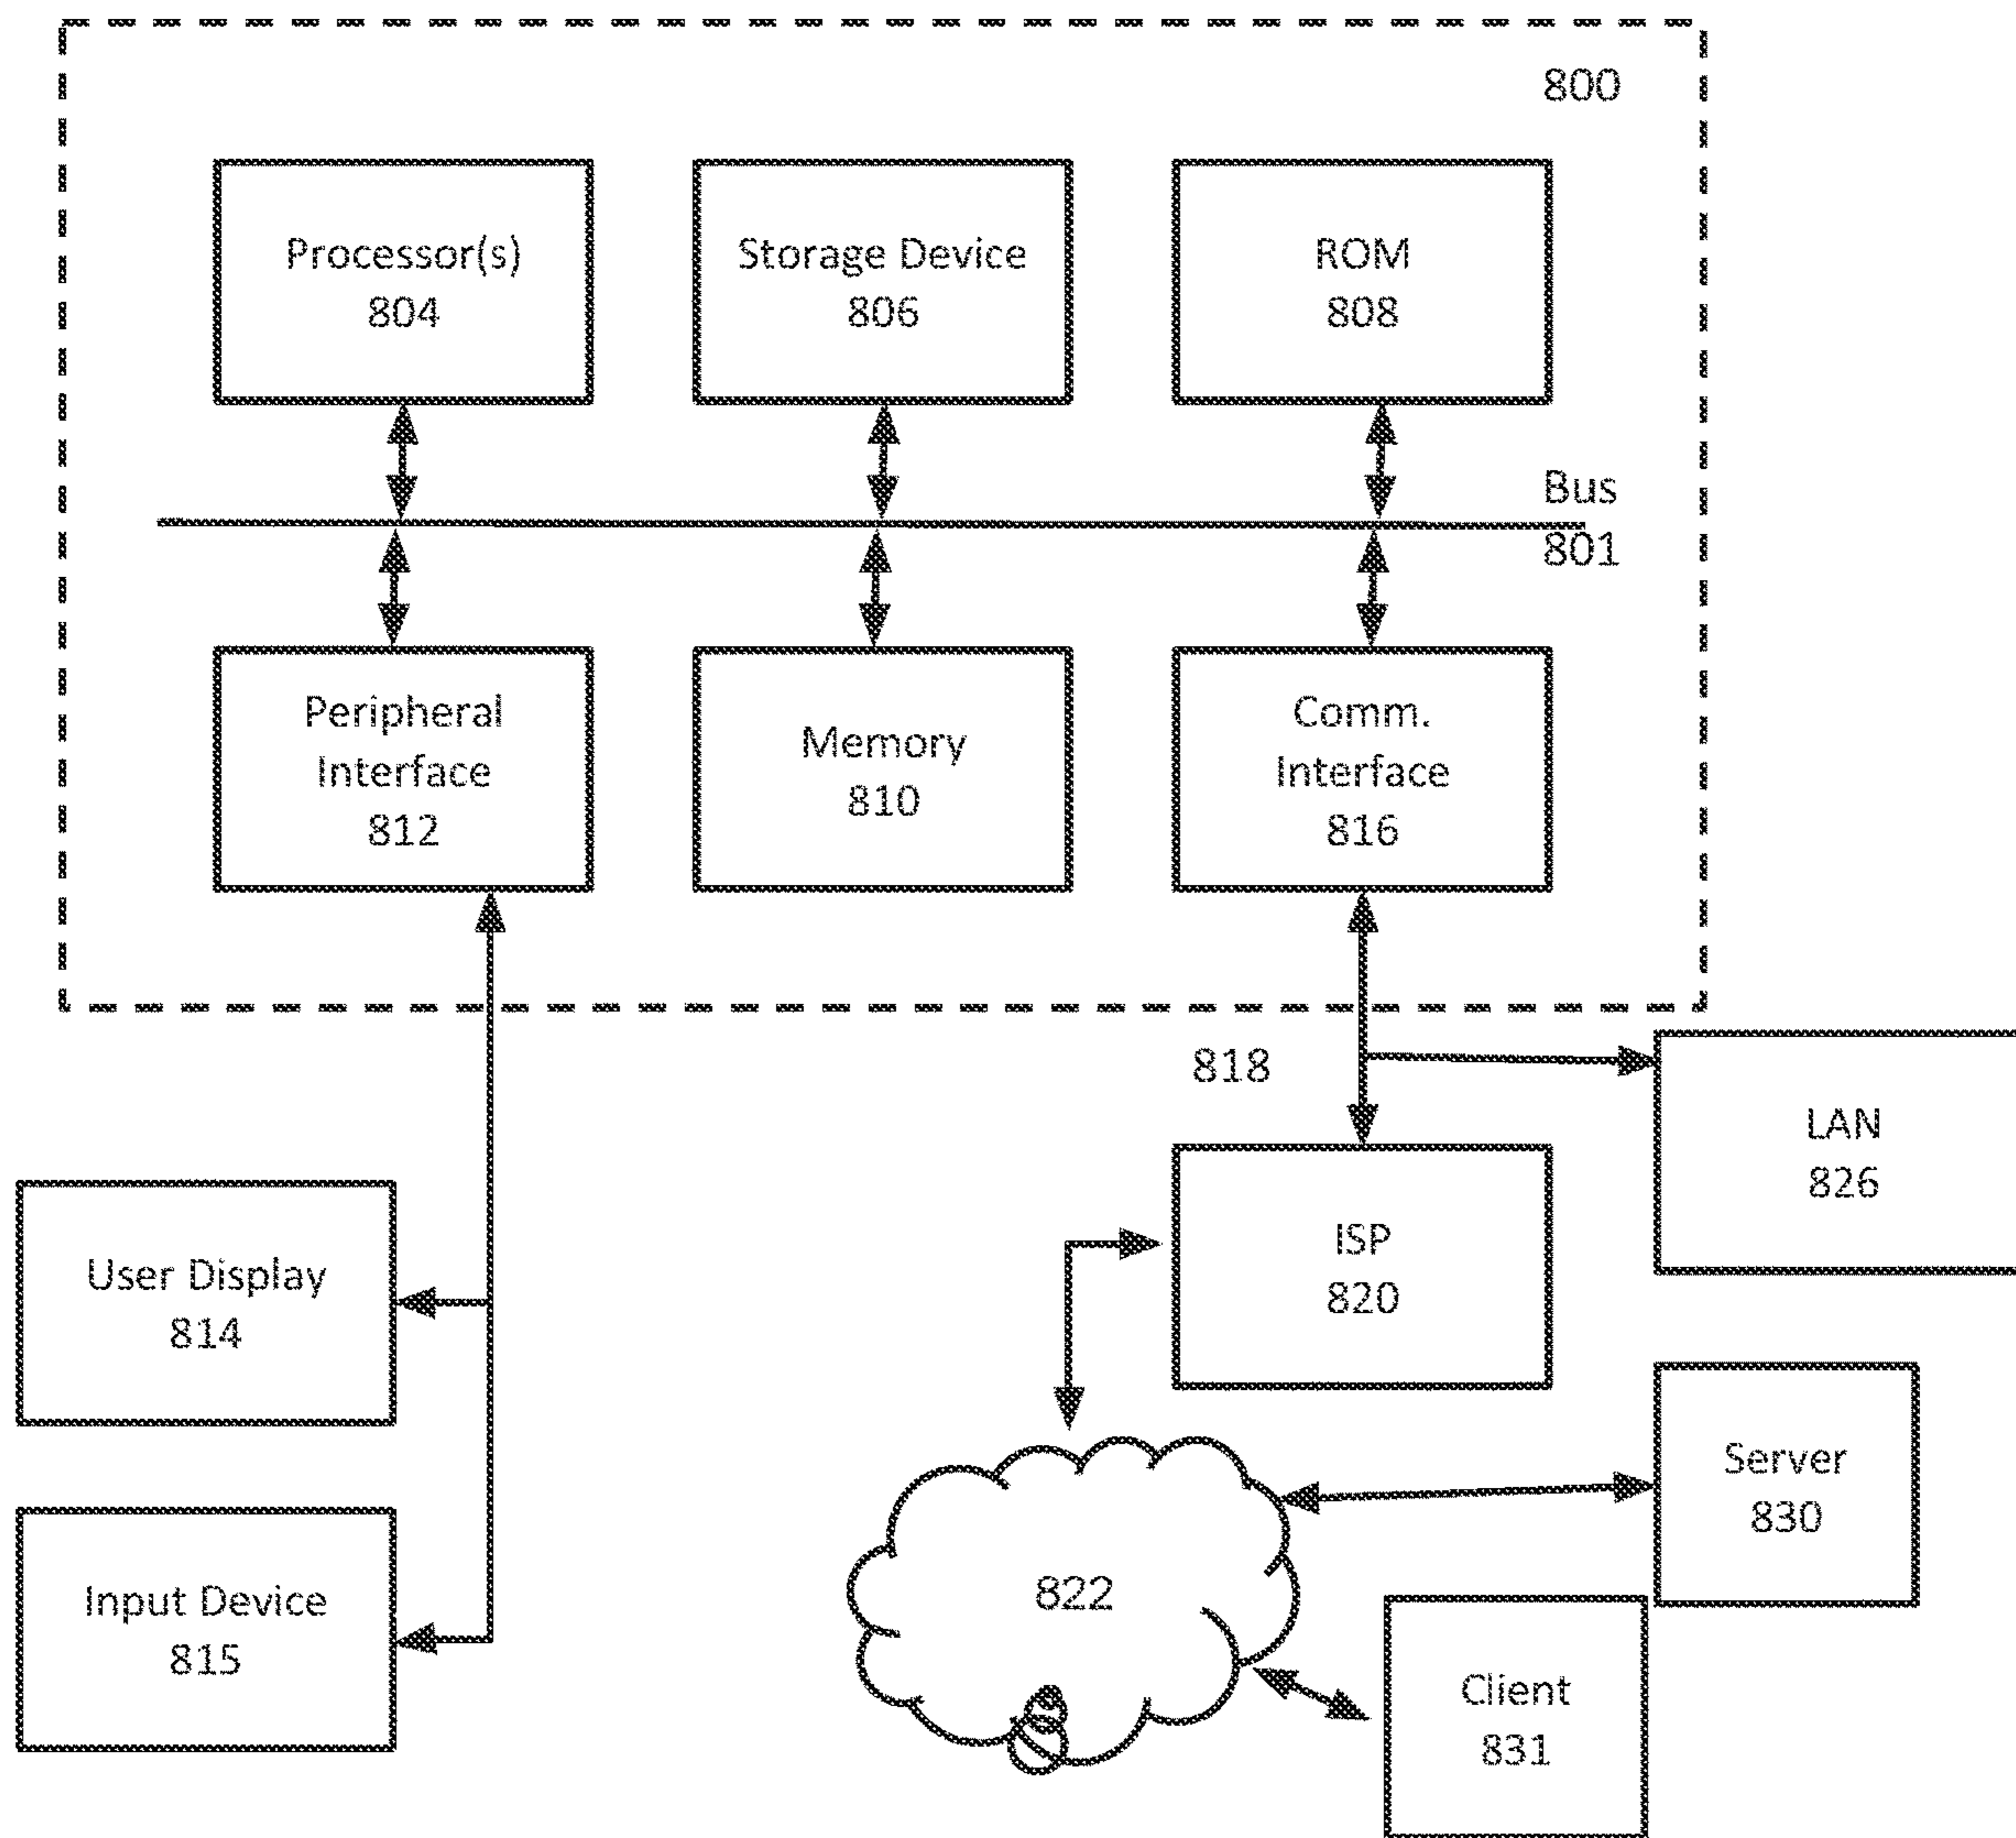 800
Processor(s)
804
Storage Device
806
ROM
808
Bus
801
Peripheral
Interface
812
Memory
810
Comm.
Interface
816
818
LAN
826
User Display
814
ISP
820
Server
830
Input Device
815
822
Client
831